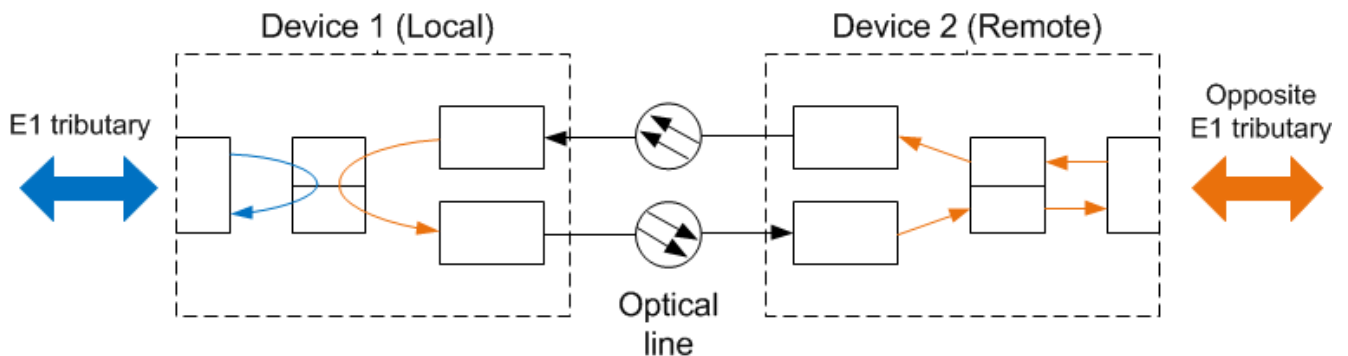 Device 1 (Local)
Device 2 (Remote)
E1 tributary
Opposite
E1 tributary
Optical
line